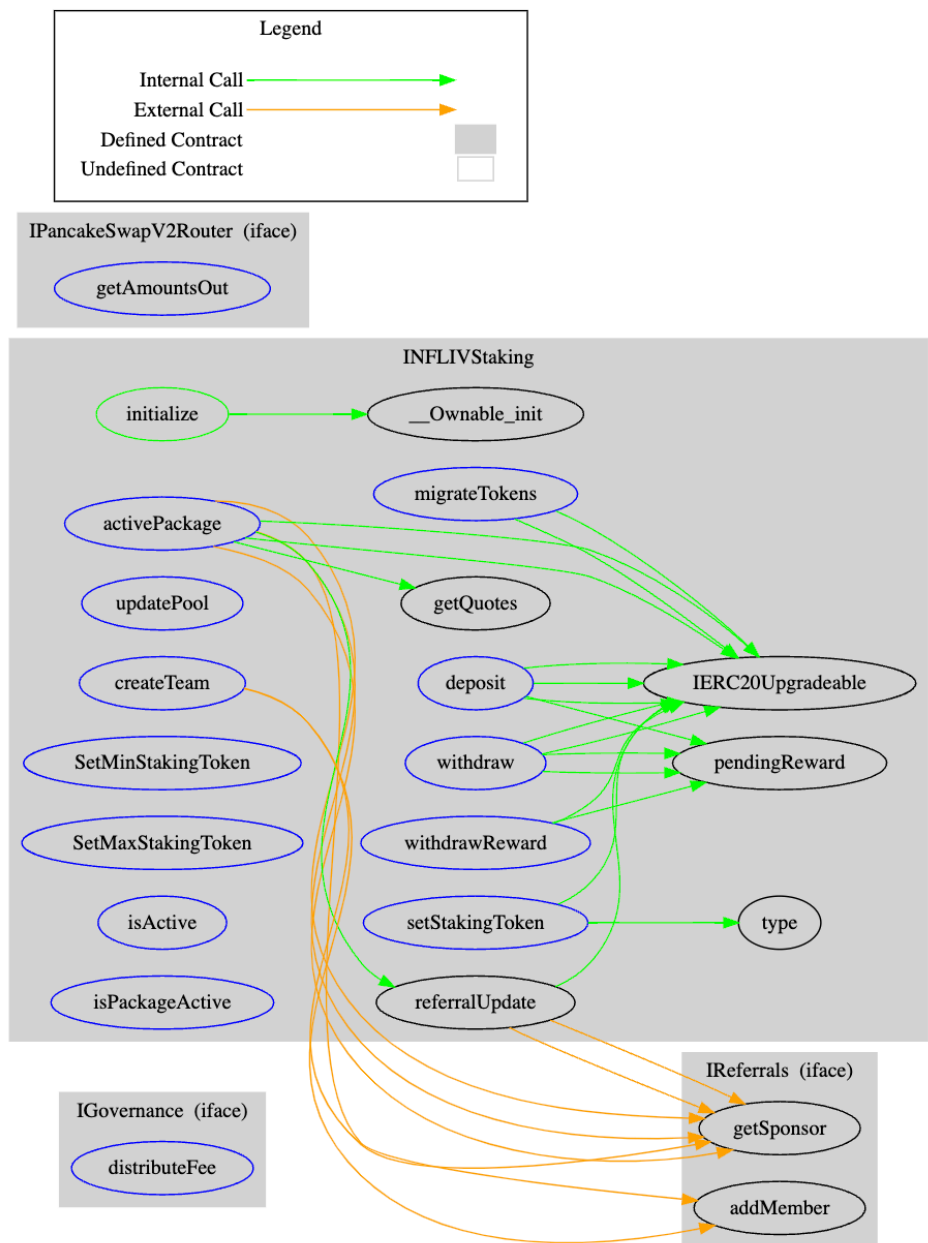 Legend
Internal Call
External Call
Defined Contract
Undefined Contract
IPancakeSwapV2Router (iface)
getAmountsOut
INFLIVStaking
initialize
__Ownable_init
migrateTokens
activePackage
updatePool
getQuotes
createTeam
deposit
IERC20Upgradeable
SetMinStakingToken
withdraw
pendingReward
SetMaxStakingToken
withdrawReward
isActive
setStakingToken
type
isPackageActive
referralUpdate
IReferrals (iface)
IGovernance (iface)
getSponsor
distributeFee
addMember